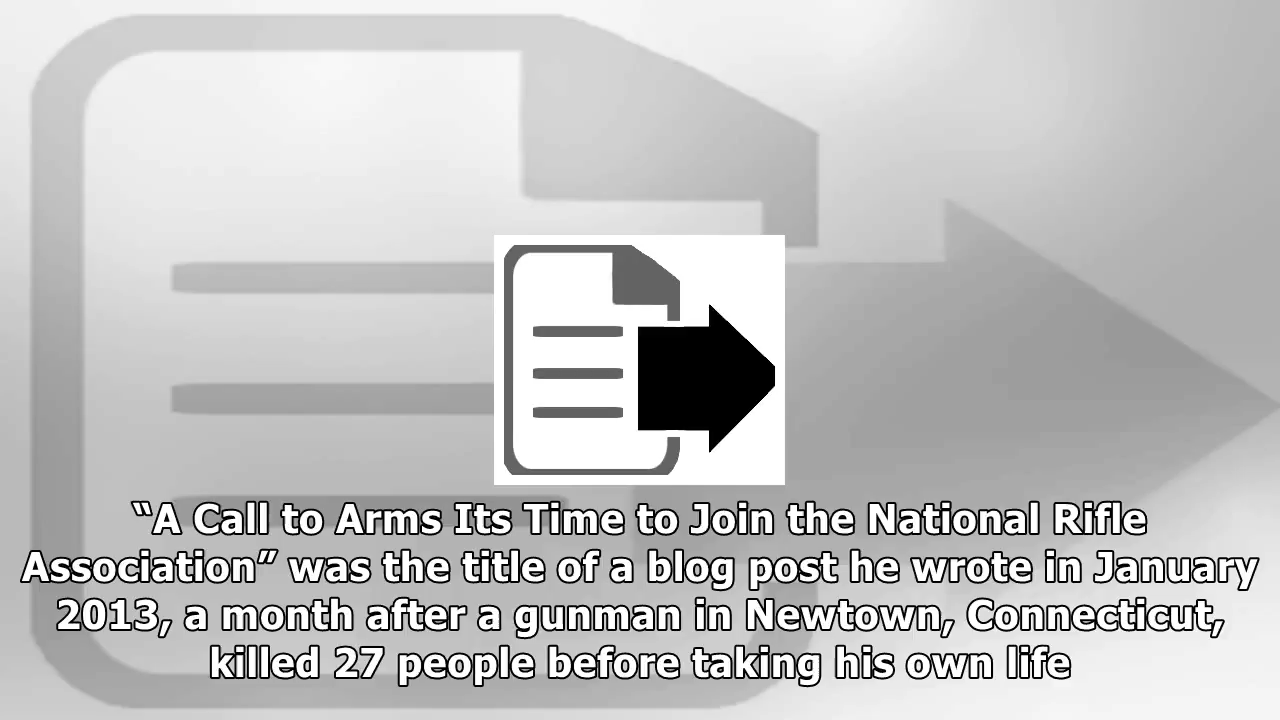 “A Call to Arms Its Time to Join the National Rifle
Association” was the title of a blog post he wrote in January
2013, a month after a gunman in Newtown, Connecticut,
killed 27 people before taking his own life